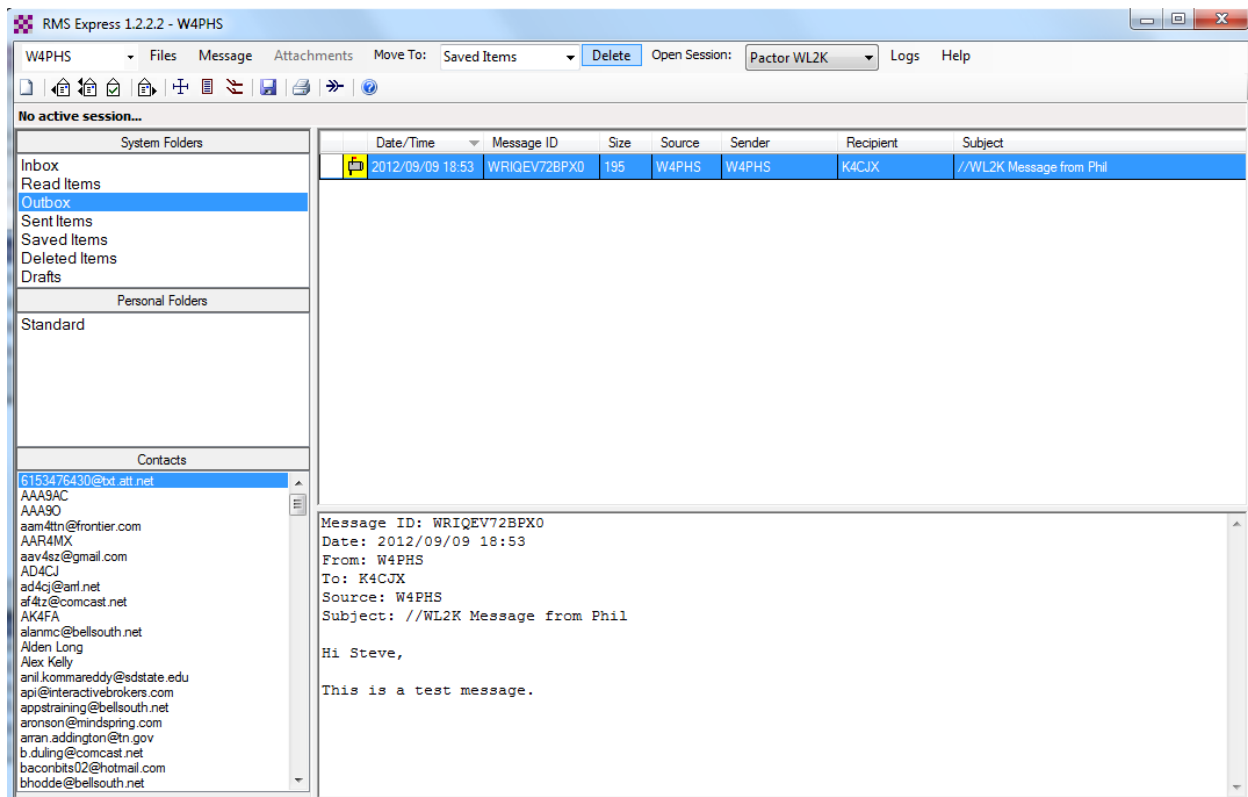 RMS Express 1.2.2.2 - W4PHS
W4PHS Files Message Attachments Move To: Saved Items Delete Open Session: Pactor WL2K Logs Help
No active session...
System Folders
Inbox
Read Items
Outbox
Sent Items
Saved Items
Deleted Items
Drafts
Personal Folders
Standard
Contacts
6153476430@txt.att.net
AAA9AC
AAA9O
aam4ttn@frontier.com
AAR4MX
aav4sz@gmail.com
AD4CJ
ad4cj@arrl.net
af4tz@comcast.net
AK4FA
alanmc@bellsouth.net
Alden Long
Alex Kelly
anil.kommareddy@sdstate.edu
api@interactivebrokers.com
appstraining@bellsouth.net
aronson@mindspring.com
arran.addington@tn.gov
b.duling@comcast.net
baconbits02@hotmail.com
bhodde@bellsouth.net
Date/Time Message ID Size Source Sender Recipient Subject
2012/09/09 18:53 WRIQEV72BPX0 195 W4PHS W4PHS K4CJX //WL2K Message from Phil
Message ID: WRIQEV72BPX0
Date: 2012/09/09 18:53
From: W4PHS
To: K4CJX
Source: W4PHS
Subject: //WL2K Message from Phil
Hi Steve,
This is a test message.